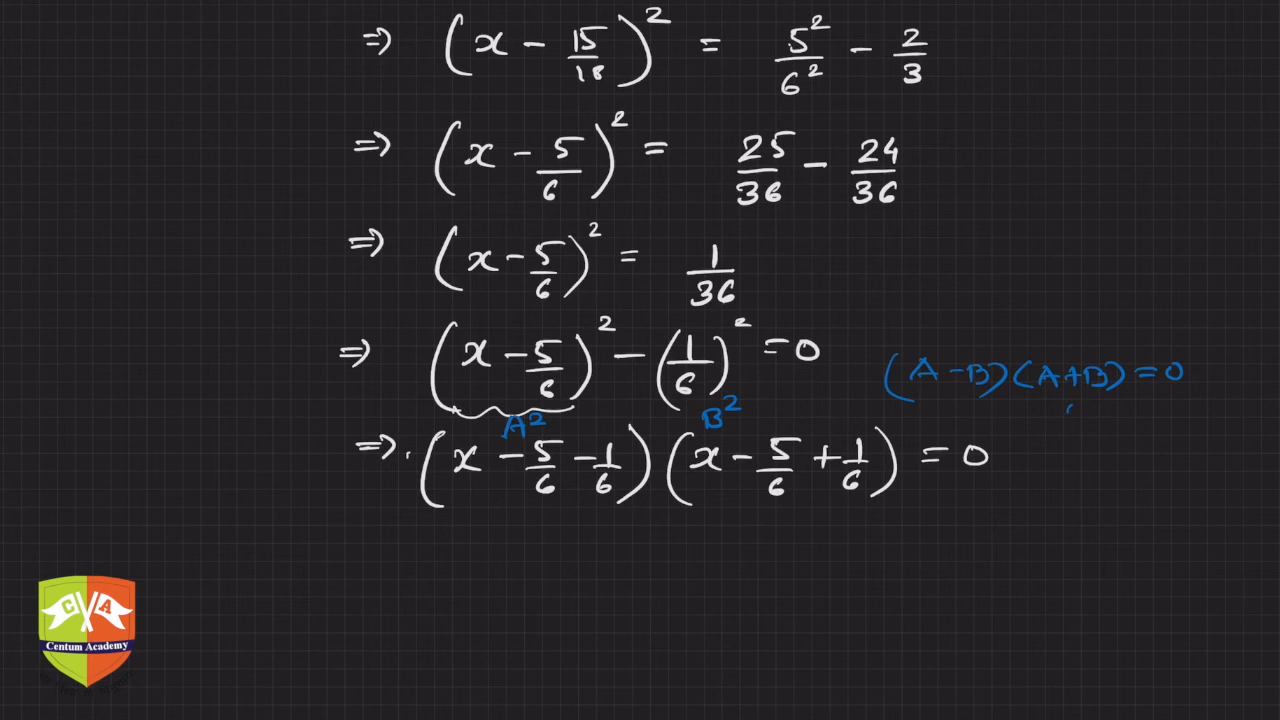 ⇒ (x - 15/18)² = 5²/6² - 2/3
⇒ (x - 5/6)² = 25/36 - 24/36
⇒ (x - 5/6)² = 1/36
⇒ (x - 5/6)² - (1/6)² = 0
(A - B)(A + B) = 0
A² B²
⇒ (x - 5/6 - 1/6)(x - 5/6 + 1/6) = 0
C A
Centum Academy